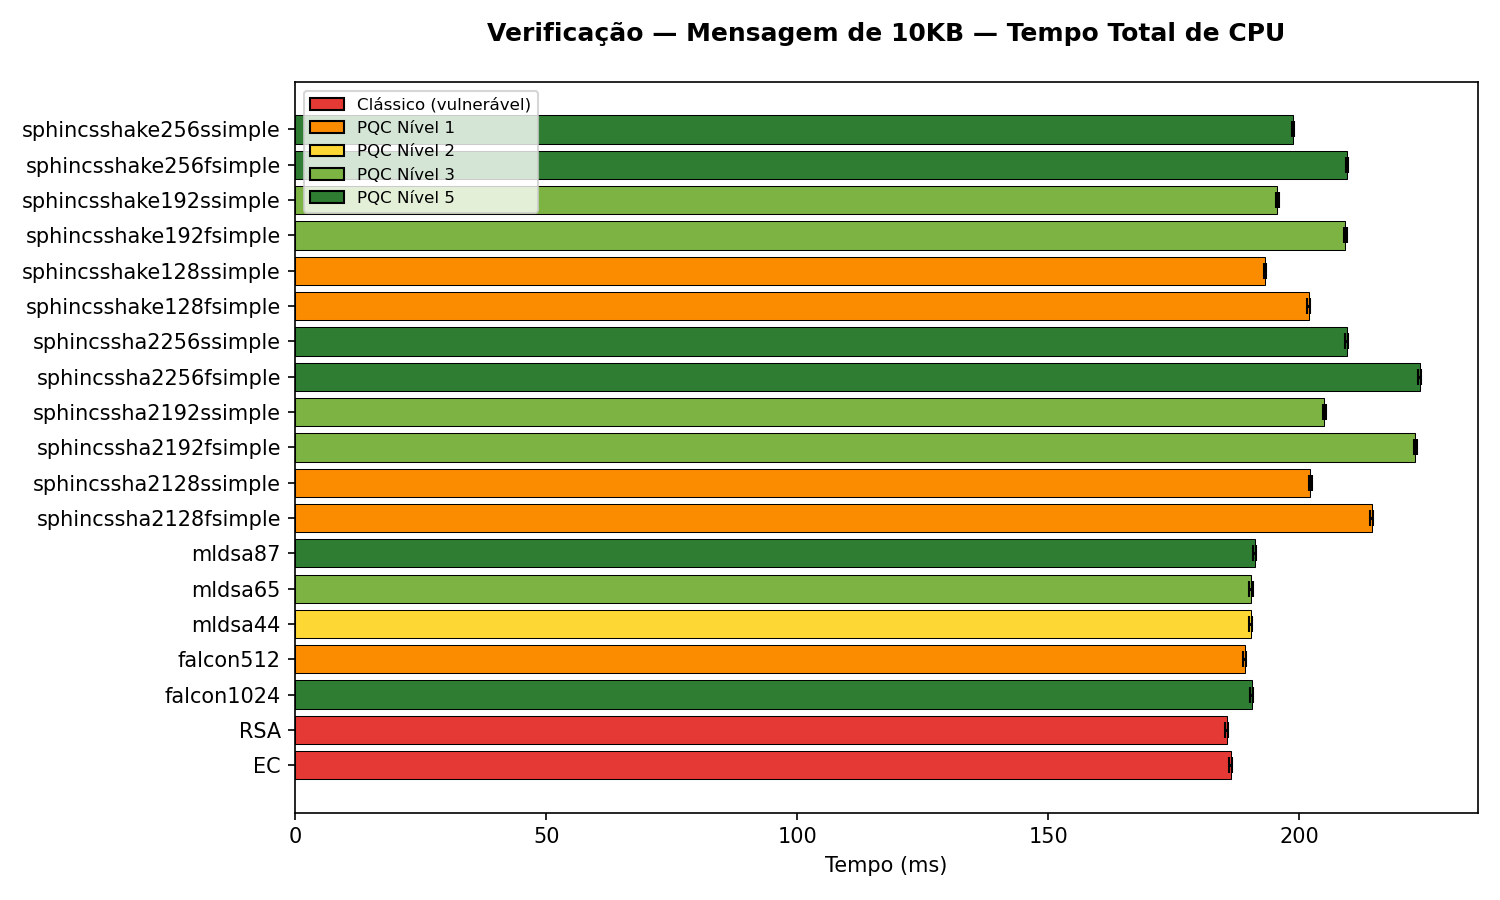 Verificação — Mensagem de 10KB — Tempo Total de CPU
Clássico (vulnerável)
PQC Nível 1
PQC Nível 2
PQC Nível 3
PQC Nível 5
sphincsshake256ssimple
sphincsshake256fsimple
sphincsshake192ssimple
sphincsshake192fsimple
sphincsshake128ssimple
sphincsshake128fsimple
sphincssha2256ssimple
sphincssha2256fsimple
sphincssha2192ssimple
sphincssha2192fsimple
sphincssha2128ssimple
sphincssha2128fsimple
mldsa87
mldsa65
mldsa44
falcon512
falcon1024
RSA
EC
0 50 100 150 200
Tempo (ms)